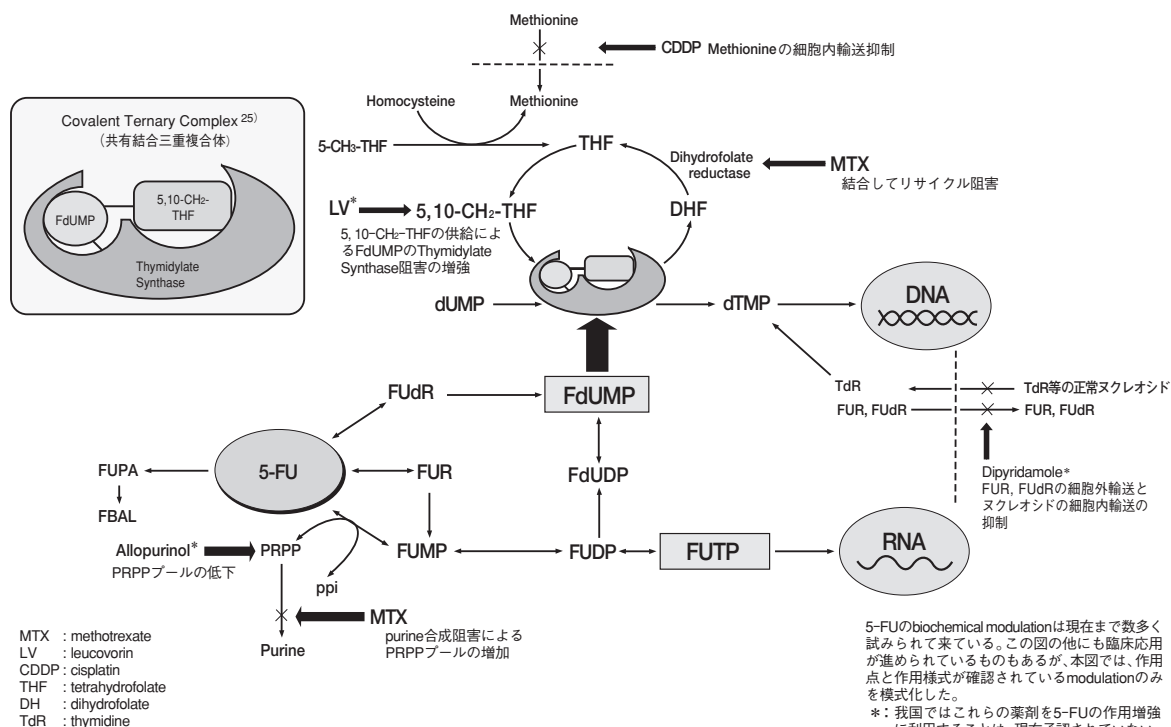 Methionine
CDDP Methionineの細胞内輸送抑制
Homocysteine
Methionine
Covalent Ternary Complex 25)
(共有結合三重複合体)
FdUMP
5,10-CH2-
THF
Thymidylate
Synthase
5-CH3-THF
THF
Dihydrofolate
reductase
MTX
結合してリサイクル阻害
LV*
5,10-CH2-THF
DHF
5, 10-CH2-THFの供給によ
るFdUMPのThymidylate
Synthase阻害の増強
dUMP
dTMP
DNA
TdR
TdR等の正常ヌクレオシド
FUR, FUdR
FUR, FUdR
Dipyridamole*
FUR, FUdRの細胞外輸送と
ヌクレオシドの細胞内輸送の
抑制
FUdR
FdUMP
5-FU
FUPA
FUR
FdUDP
FBAL
Allopurinol*
PRPP
PRPPプールの低下
FUMP
FUDP
FUTP
RNA
ppi
MTX
purine合成阻害による
PRPPプールの増加
Purine
MTX : methotrexate
LV : leucovorin
CDDP : cisplatin
THF : tetrahydrofolate
DH : dihydrofolate
TdR : thymidine
5-FUのbiochemical modulationは現在まで数多く
試みられて来ている。この図の他にも臨床応用
が進められているものもあるが、本図では、作用
点と作用様式が確認されているmodulationのみ
を模式化した。
*: 我国ではこれらの薬剤を5-FUの作用増強
に利用することは、現在承認されていない